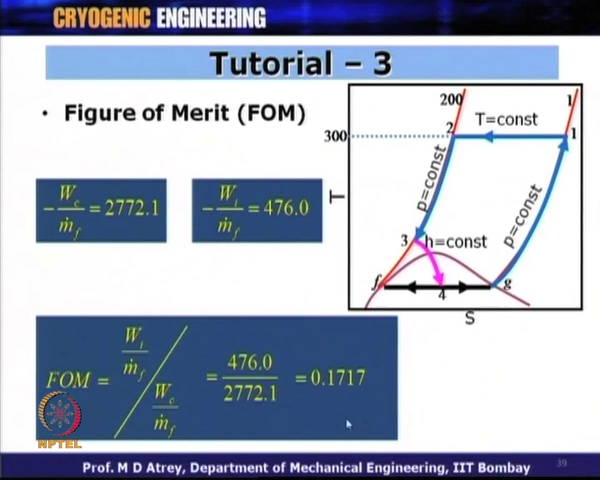 CRYOGENIC ENGINEERING
Tutorial – 3
• Figure of Merit (FOM)
-W_c/ṁ_f = 2772.1
-W_i/ṁ_f = 476.0
200
1
2
T=const
300
1
p=const
p=const
T
3
h=const
f
4
g
S
FOM = W_i/ṁ_f / W_c/ṁ_f = 476.0/2772.1 = 0.1717
NPTEL
Prof. M D Atrey, Department of Mechanical Engineering, IIT Bombay
39